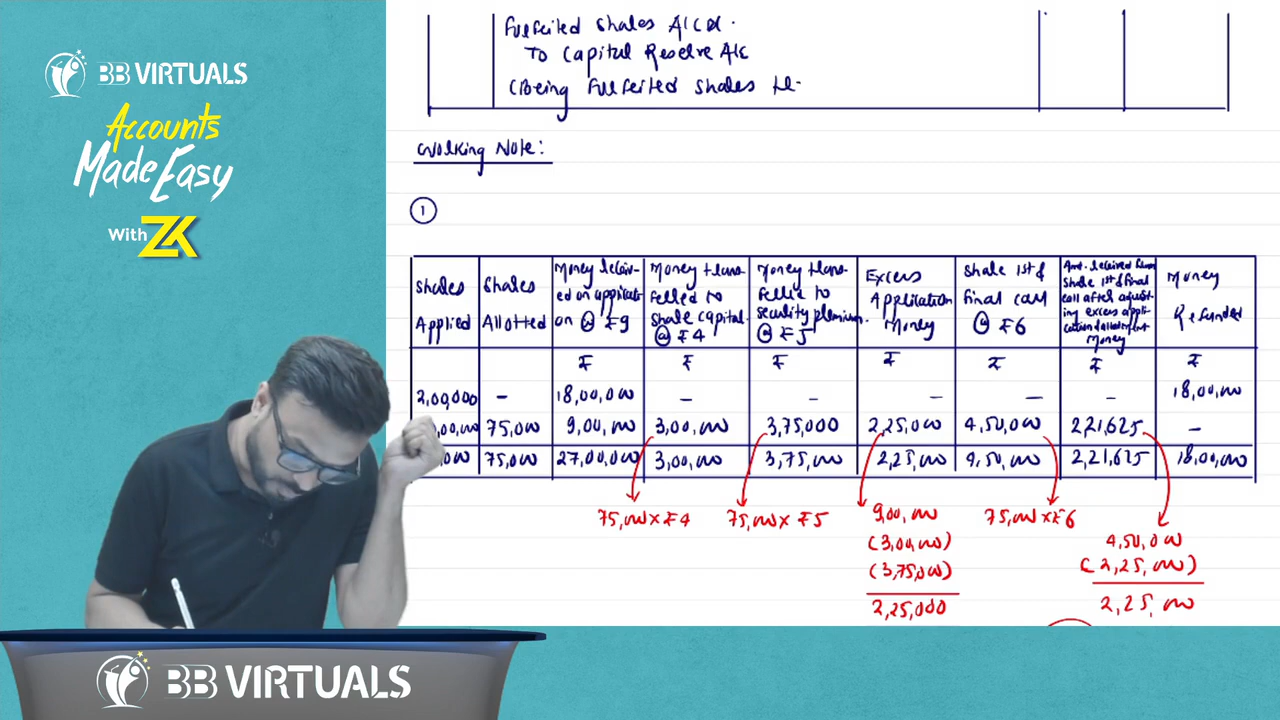 BB VIRTUALS
Accounts
Made Easy
With ZK
Forfeited Shares A/c Dr.
To Capital Reserve A/c
(Being Forfeited Shares
Working Note:
1
Shares Applied
Shares Allotted
Money Received on application @ ₹9
Money transferred to share capital @ ₹4
Money transferred to security premium @ ₹5
Excess Application Money
Share 1st & final call @ ₹6
Amt. received from share 1st & final call after adjusting excess application & allotment Money
Money Refunded
₹ ₹ ₹ ₹ ₹ ₹ ₹
2,00,000 - 18,00,000 - - - - - 18,00,000
75,000 9,00,000 3,00,000 3,75,000 2,25,000 4,50,000 2,21,625 -
75,000 27,00,000 3,00,000 3,75,000 2,25,000 4,50,000 2,21,625 18,00,000
75,000 x ₹4
75,000 x ₹5
9,00,000
(3,00,000)
(3,75,000)
2,25,000
75,000 x ₹6
4,50,000
(2,25,000)
2,25,000
BB VIRTUALS